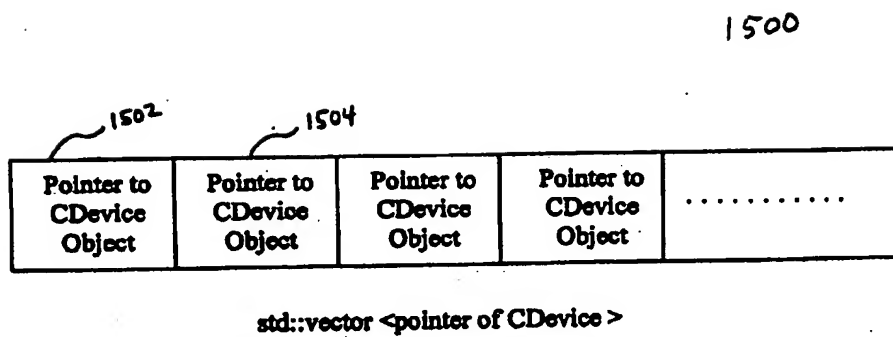 1500
1502
1504
Pointer to
CDevice
Object
Pointer to
CDevice
Object
Pointer to
CDevice
Object
Pointer to
CDevice
Object
...........
std::vector <pointer of CDevice >